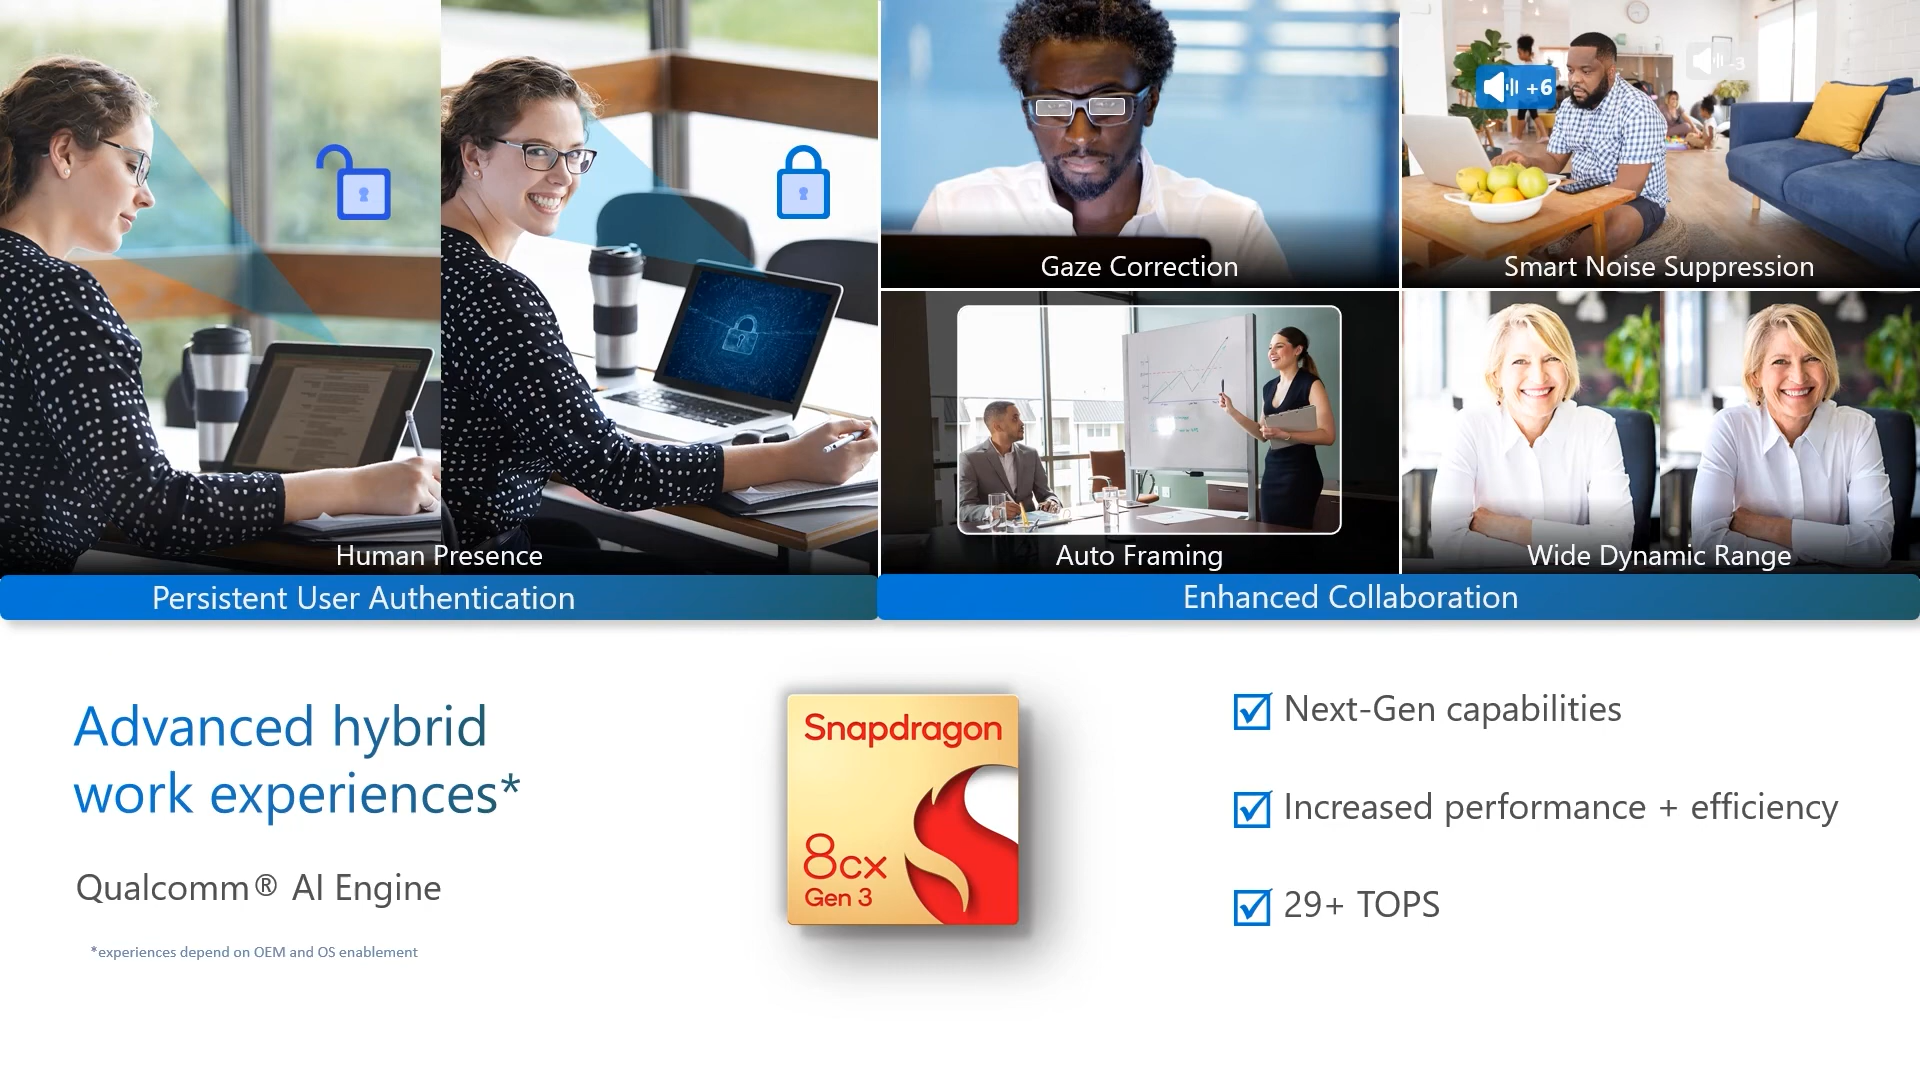 +6
-3
Gaze Correction
Smart Noise Suppression
Human Presence
Auto Framing
Wide Dynamic Range
Persistent User Authentication
Enhanced Collaboration
Advanced hybrid
work experiences*
Qualcomm® AI Engine
*experiences depend on OEM and OS enablement
Snapdragon
8cx
Gen 3
Next-Gen capabilities
Increased performance + efficiency
29+ TOPS